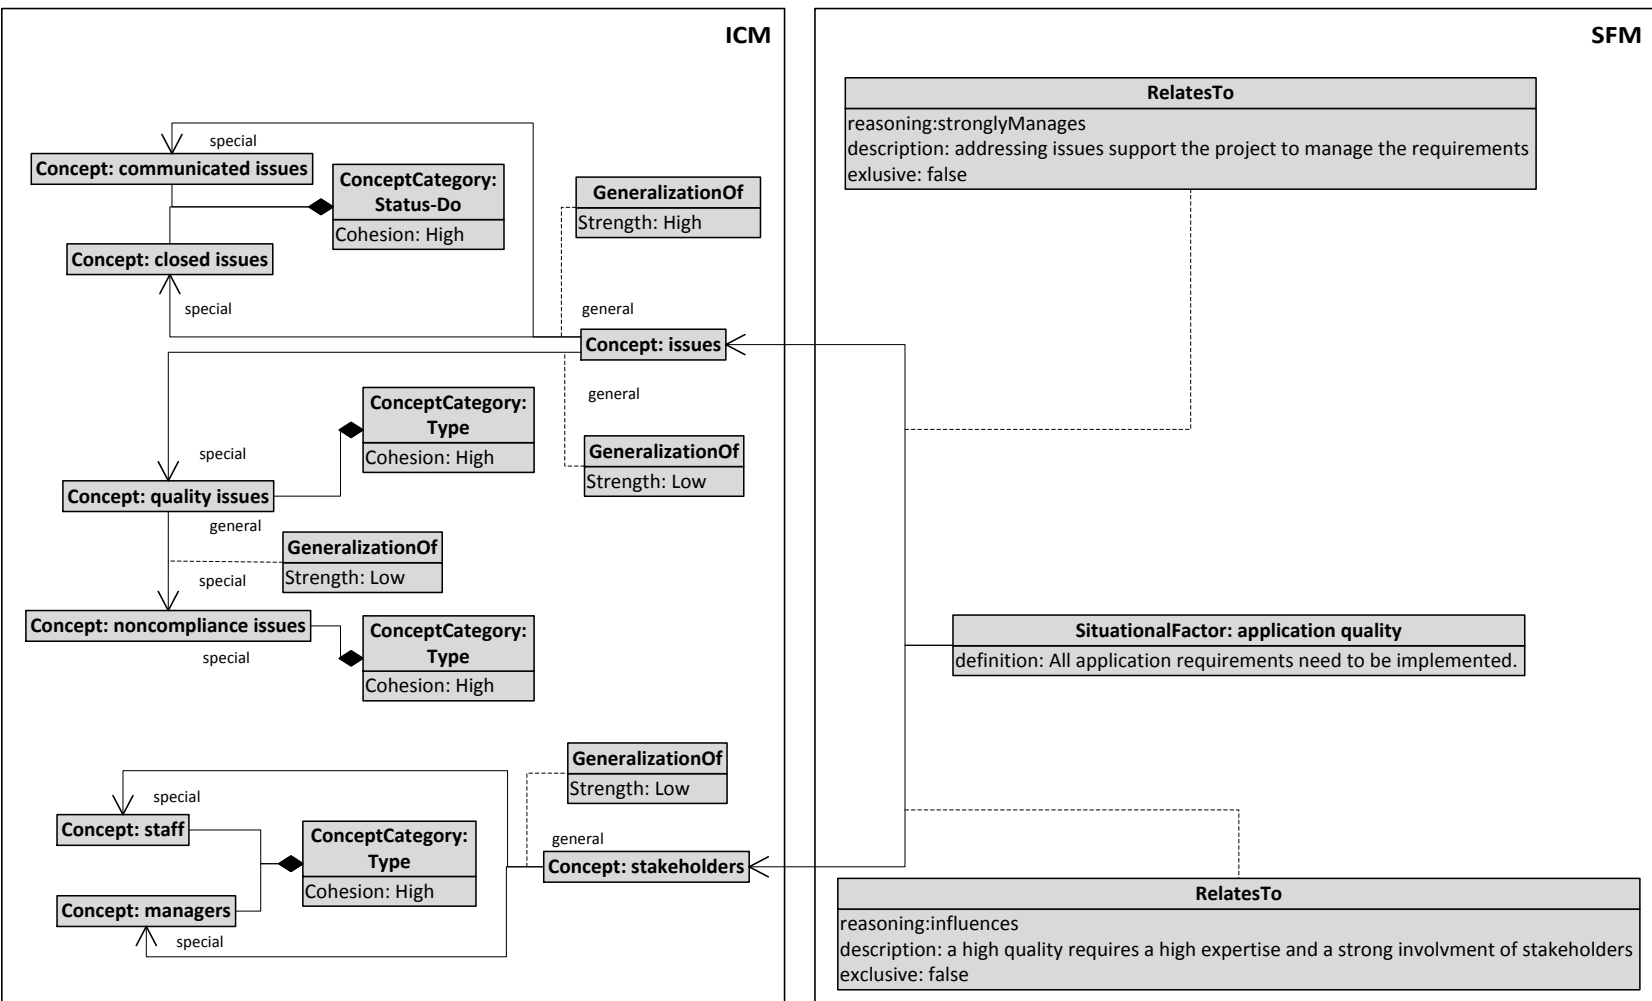 ICM
special
Concept: communicated issues
ConceptCategory:
Status-Do
Cohesion: High
GeneralizationOf
Strength: High
Concept: closed issues
special
general
Concept: issues
general
ConceptCategory:
Type
Cohesion: High
GeneralizationOf
Strength: Low
special
Concept: quality issues
general
GeneralizationOf
Strength: Low
special
Concept: noncompliance issues
special
ConceptCategory:
Type
Cohesion: High
GeneralizationOf
Strength: Low
special
Concept: staff
ConceptCategory:
Type
Cohesion: High
general
Concept: stakeholders
Concept: managers
special
SFM
RelatesTo
reasoning:stronglyManages
description: addressing issues support the project to manage the requirements
exlusive: false
SituationalFactor: application quality
definition: All application requirements need to be implemented.
RelatesTo
reasoning:influences
description: a high quality requires a high expertise and a strong involvment of stakeholders
exclusive: false